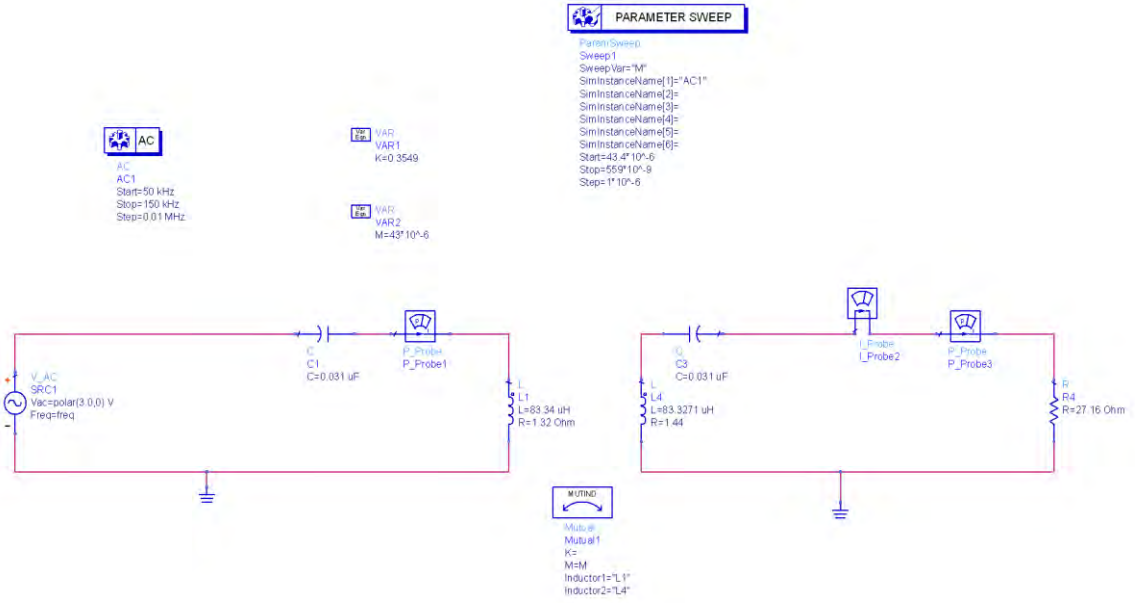 PARAMETER SWEEP
ParamSweep
Sweep1
SweepVar="M"
SimInstanceName[1]="AC1"
SimInstanceName[2]=
SimInstanceName[3]=
SimInstanceName[4]=
SimInstanceName[5]=
SimInstanceName[6]=
Start=43.4*10^-6
Stop=559*10^-9
Step=1*10^-6
AC
AC
AC1
Start=50 kHz
Stop=150 kHz
Step=0.01 MHz
Var
Eqn
VAR
VAR1
K=0.3549
Var
Eqn
VAR
VAR2
M=43*10^-6
+
-
V_AC
SRC1
Vac=polar(3.0,0) V
Freq=freq
C
C1
C=0.031 uF
P_Probe
P_Probe1
L
L1
L=83.34 uH
R=1.32 Ohm
C
C3
C=0.031 uF
L
L4
L=83.3271 uH
R=1.44
I_Probe
I_Probe2
P_Probe
P_Probe3
R
R4
R=27.16 Ohm
MUTIND
Mutual
Mutual1
K=
M=M
Inductor1="L1"
Inductor2="L4"